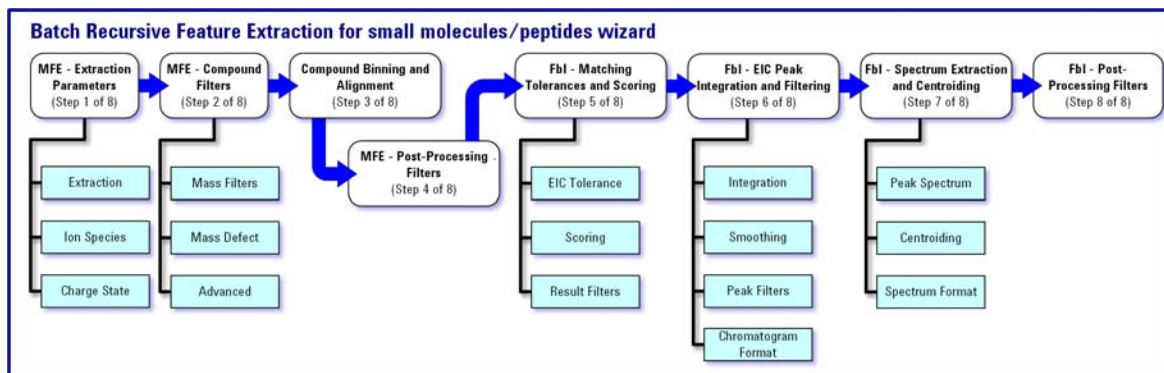 Batch Recursive Feature Extraction for small molecules/peptides wizard
MFE - Extraction
Parameters
(Step 1 of 8)
MFE - Compound
Filters
(Step 2 of 8)
Compound Binning and
Alignment
(Step 3 of 8)
MFE - Post-Processing
Filters
(Step 4 of 8)
FbI - Matching
Tolerances and Scoring
(Step 5 of 8)
FbI - EIC Peak
Integration and Filtering
(Step 6 of 8)
FbI - Spectrum Extraction
and Centroiding
(Step 7 of 8)
FbI - Post-
Processing Filters
(Step 8 of 8)
Extraction
Ion Species
Charge State
Mass Filters
Mass Defect
Advanced
EIC Tolerance
Scoring
Result Filters
Integration
Smoothing
Peak Filters
Chromatogram
Format
Peak Spectrum
Centroiding
Spectrum Format